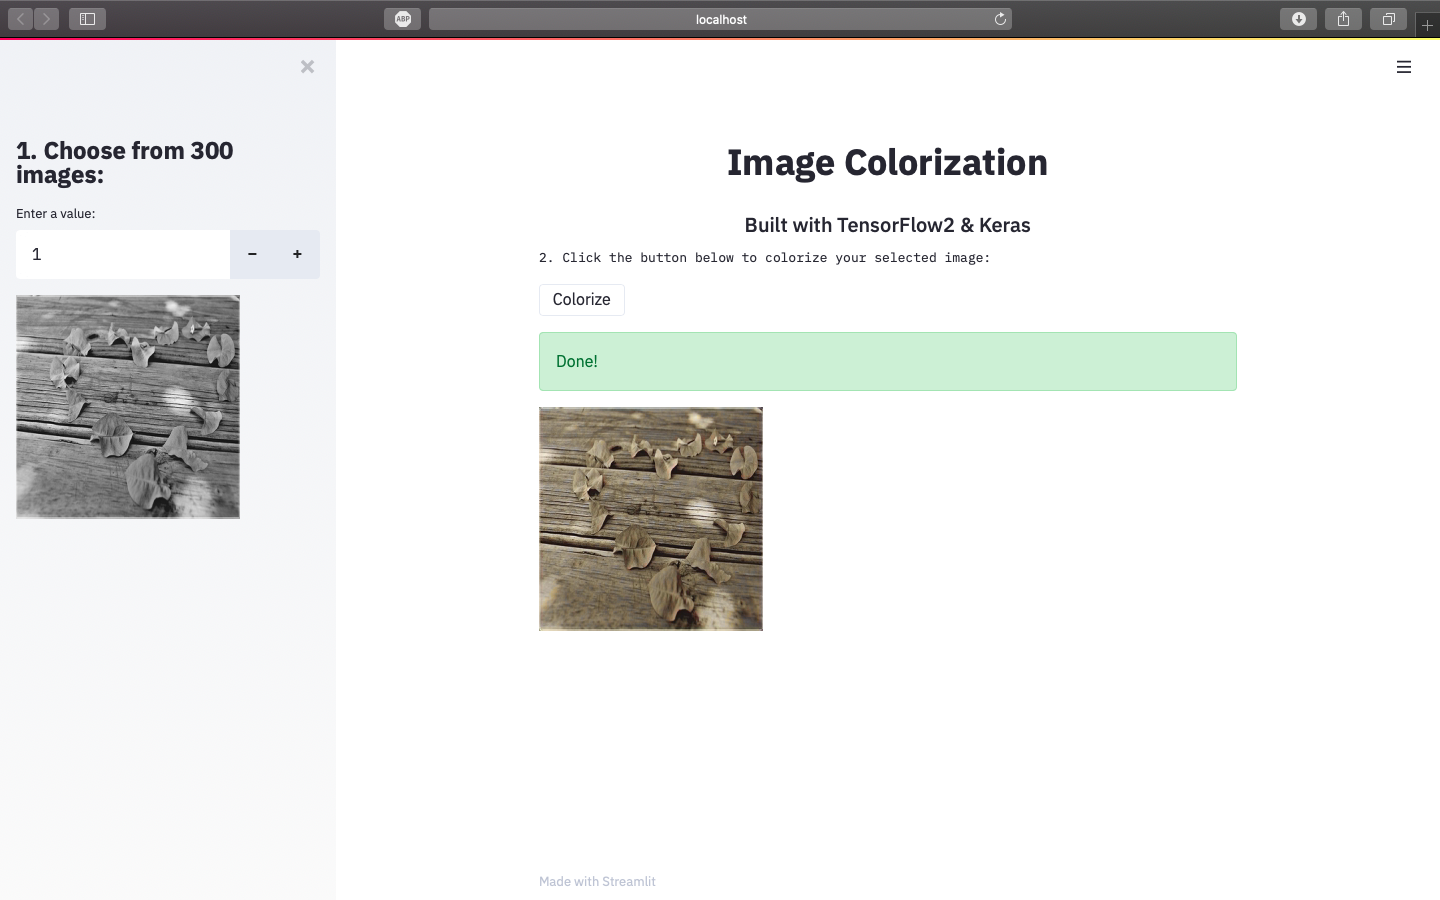 ABP
localhost
1. Choose from 300
images:
Enter a value:
1
Image Colorization
Built with TensorFlow2 & Keras
2. Click the button below to colorize your selected image:
Colorize
Done!
Made with Streamlit